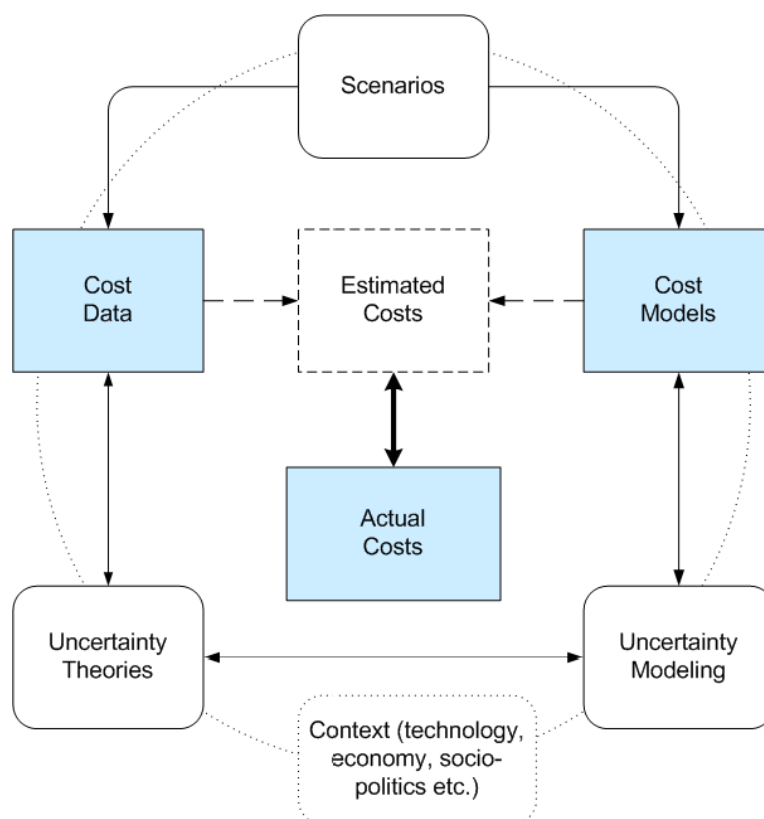 Scenarios
Cost
Data
Estimated
Costs
Cost
Models
Actual
Costs
Uncertainty
Theories
Uncertainty
Modeling
Context (technology,
economy, socio-
politics etc.)